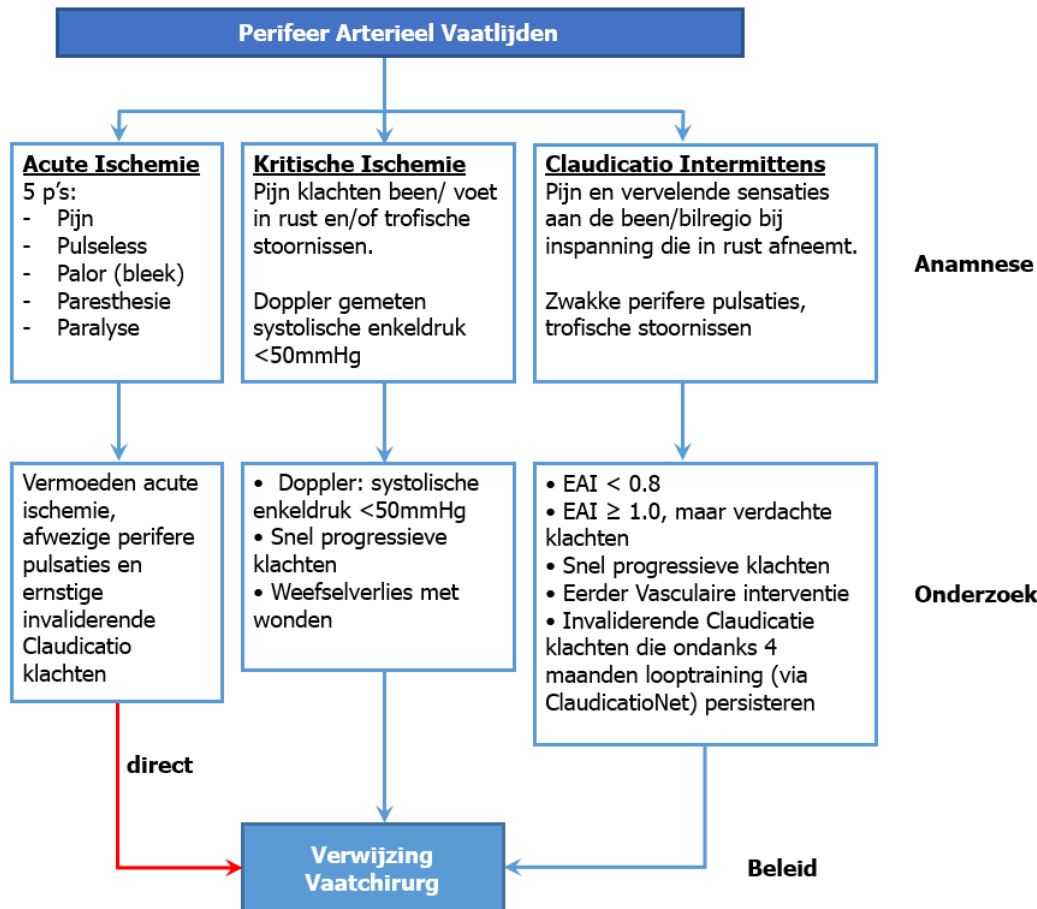 Perifeer Arterieel Vaatlijden
Acute Ischemie
5 p's:
- Pijn
- Pulseless
- Palor (bleek)
- Paresthesie
- Paralyse
Kritische Ischemie
Pijn klachten been/ voet
in rust en/of trofische
stoornissen.
Doppler gemeten
systolische enkeldruk
<50mmHg
Claudicatio Intermittens
Pijn en vervelende sensaties
aan de been/bilregio bij
inspanning die in rust afneemt.
Zwakke perifere pulsaties,
trofische stoornissen
Anamnese
Vermoeden acute
ischemie,
afwezige perifere
pulsaties en
ernstige
invaliderende
Claudicatio
klachten
• Doppler: systolische
enkeldruk <50mmHg
• Snel progressieve
klachten
• Weefselverlies met
wonden
• EAI < 0.8
• EAI ≥ 1.0, maar verdachte
klachten
• Snel progressieve klachten
• Eerder Vasculaire interventie
• Invaliderende Claudicatie
klachten die ondanks 4
maanden looptraining (via
ClaudicatioNet) persisteren
Onderzoek
direct
Verwijzing
Vaatchirurg
Beleid